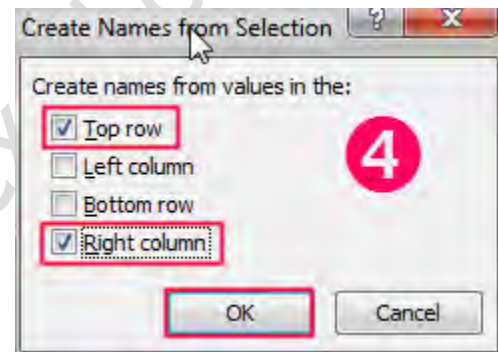 Create Names from Selection
Create names from values in the:
Top row
4
Left column
Bottom row
Right column
OK Cancel